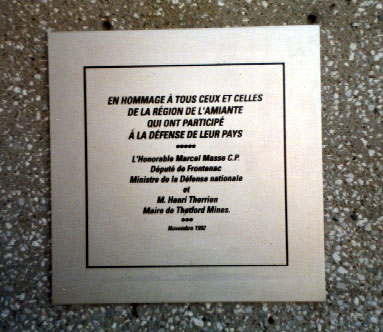 EN HOMMAGE À TOUS CEUX ET CELLES
DE LA RÉGION DE L'AMIANTE
QUI ONT PARTICIPÉ
À LA DÉFENSE DE LEUR PAYS
*****
L'Honorable Marcel Masse C.P.
Député de Frontenac
Ministre de la Défense nationale
et
M. Henri Therrien
Maire de Thetford Mines.
***
Novembre 1992